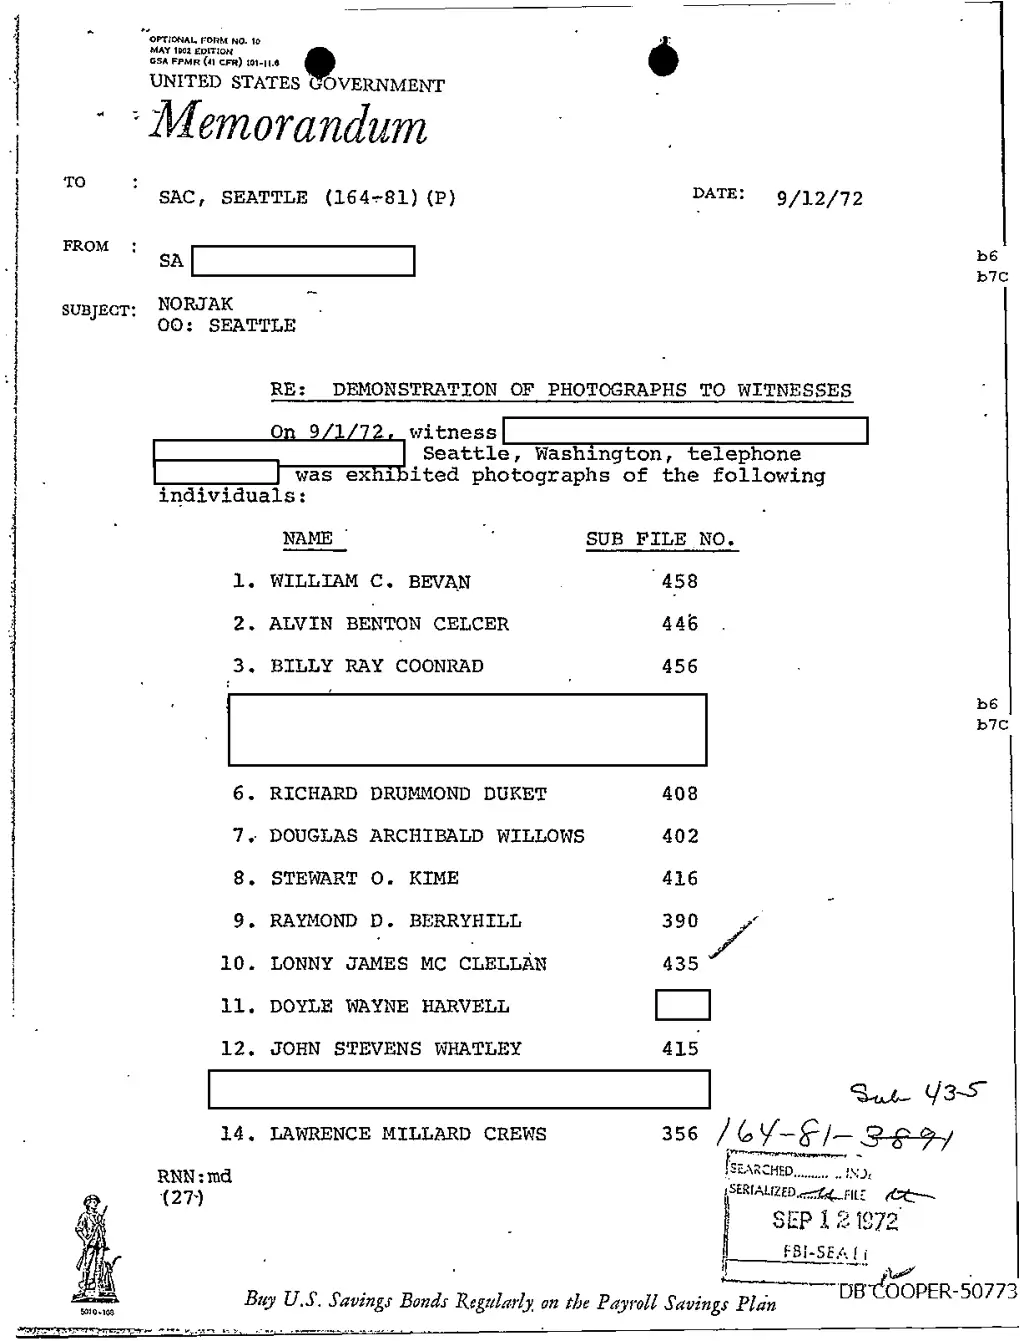 OPTIONAL FORM NO. 10
MAY 1962 EDITION
GSA FPMR (41 CFR) 101-11.6
UNITED STATES GOVERNMENT
Memorandum
TO : SAC, SEATTLE (164-81)(P) DATE: 9/12/72
FROM : SA
b6
b7C
SUBJECT: NORJAK
OO: SEATTLE
RE: DEMONSTRATION OF PHOTOGRAPHS TO WITNESSES
On 9/1/72, witness
Seattle, Washington, telephone
was exhibited photographs of the following
individuals:
NAME SUB FILE NO.
1. WILLIAM C. BEVAN 458
2. ALVIN BENTON CELCER 446
3. BILLY RAY COONRAD 456
b6
b7C
6. RICHARD DRUMMOND DUKET 408
7. DOUGLAS ARCHIBALD WILLOWS 402
8. STEWART O. KIME 416
9. RAYMOND D. BERRYHILL 390
10. LONNY JAMES MC CLELLAN 435
11. DOYLE WAYNE HARVELL
12. JOHN STEVENS WHATLEY 415
Sub 435
14. LAWRENCE MILLARD CREWS 356
164-81-3891
SEARCHED
SERIALIZED FILE
SEP 12 1972
FBI-SEA
RNN:md
(27)
5010-108
Buy U.S. Savings Bonds Regularly on the Payroll Savings Plan
DB COOPER-50773